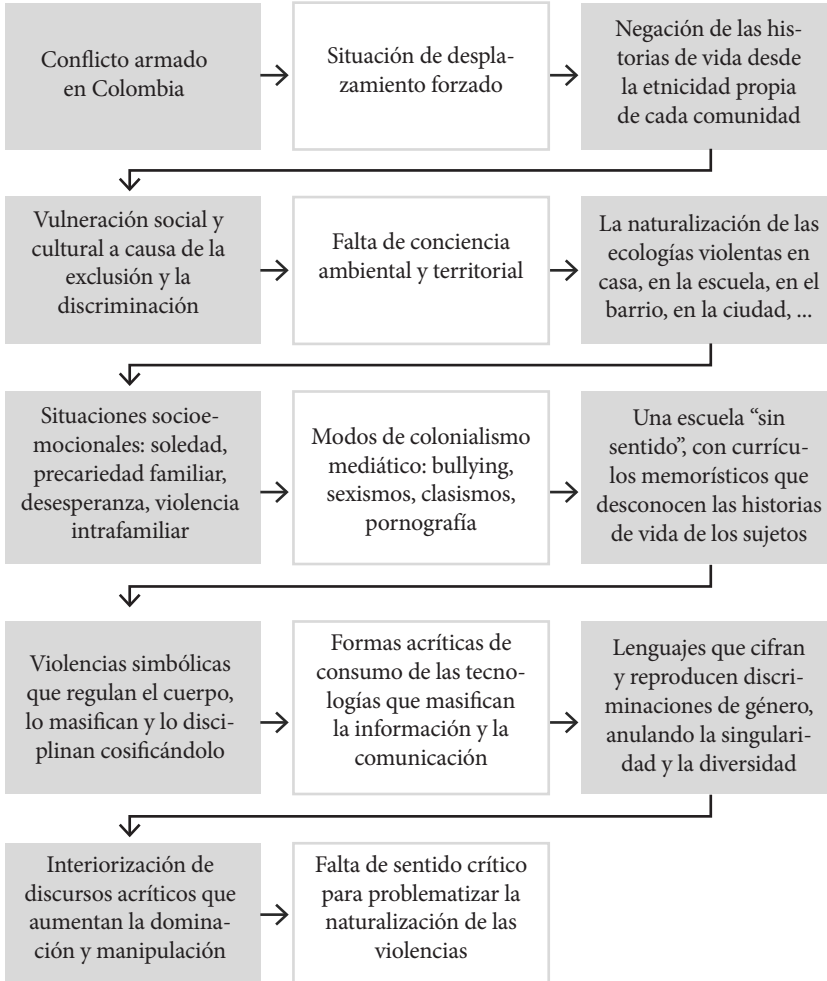 Conflicto armado
en Colombia
Situación de despla-
zamiento forzado
Negación de las his-
torias de vida desde
la etnicidad propia
de cada comunidad
Vulneración social y
cultural a causa de la
exclusión y la
discriminación
Falta de conciencia
ambiental y territorial
La naturalización de las
ecologías violentas en
casa, en la escuela, en el
barrio, en la ciudad, ...
Situaciones socioe-
mocionales: soledad,
precariedad familiar,
desesperanza, violencia
intrafamiliar
Modos de colonialismo
mediático: bullying,
sexismos, clasismos,
pornografía
Una escuela “sin
sentido”, con currícu-
los memorísticos que
desconocen las historias
de vida de los sujetos
Violencias simbólicas
que regulan el cuerpo,
lo masifican y lo disci-
plinan cosificándolo
Formas acríticas de
consumo de las tecno-
logías que masifican
la información y la
comunicación
Lenguajes que cifran
y reproducen discri-
minaciones de género,
anulando la singulari-
dad y la diversidad
Interiorización de
discursos acríticos que
aumentan la domina-
ción y manipulación
Falta de sentido crítico
para problematizar la
naturalización de las
violencias